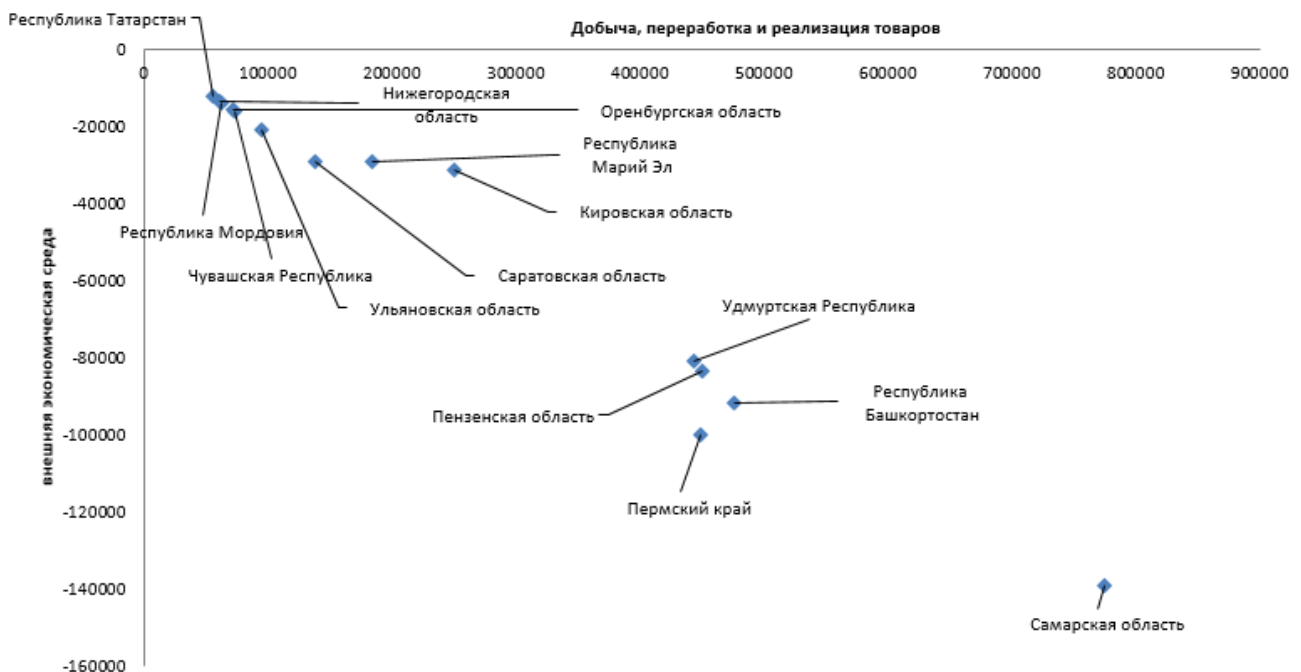 Республика Татарстан
Добыча, переработка и реализация товаров
0
0
100000
200000
300000
400000
500000
600000
700000
800000
900000
Нижегородская
область
Оренбургская область
-20000
Республика
Марий Эл
-40000
Кировская область
Республика Мордовия
Чувашская Республика
Саратовская область
-60000
Ульяновская область
Удмуртская Республика
внешняя экономическая среда
-80000
Республика
Башкортостан
Пензенская область
-100000
Пермский край
-120000
-140000
Самарская область
-160000